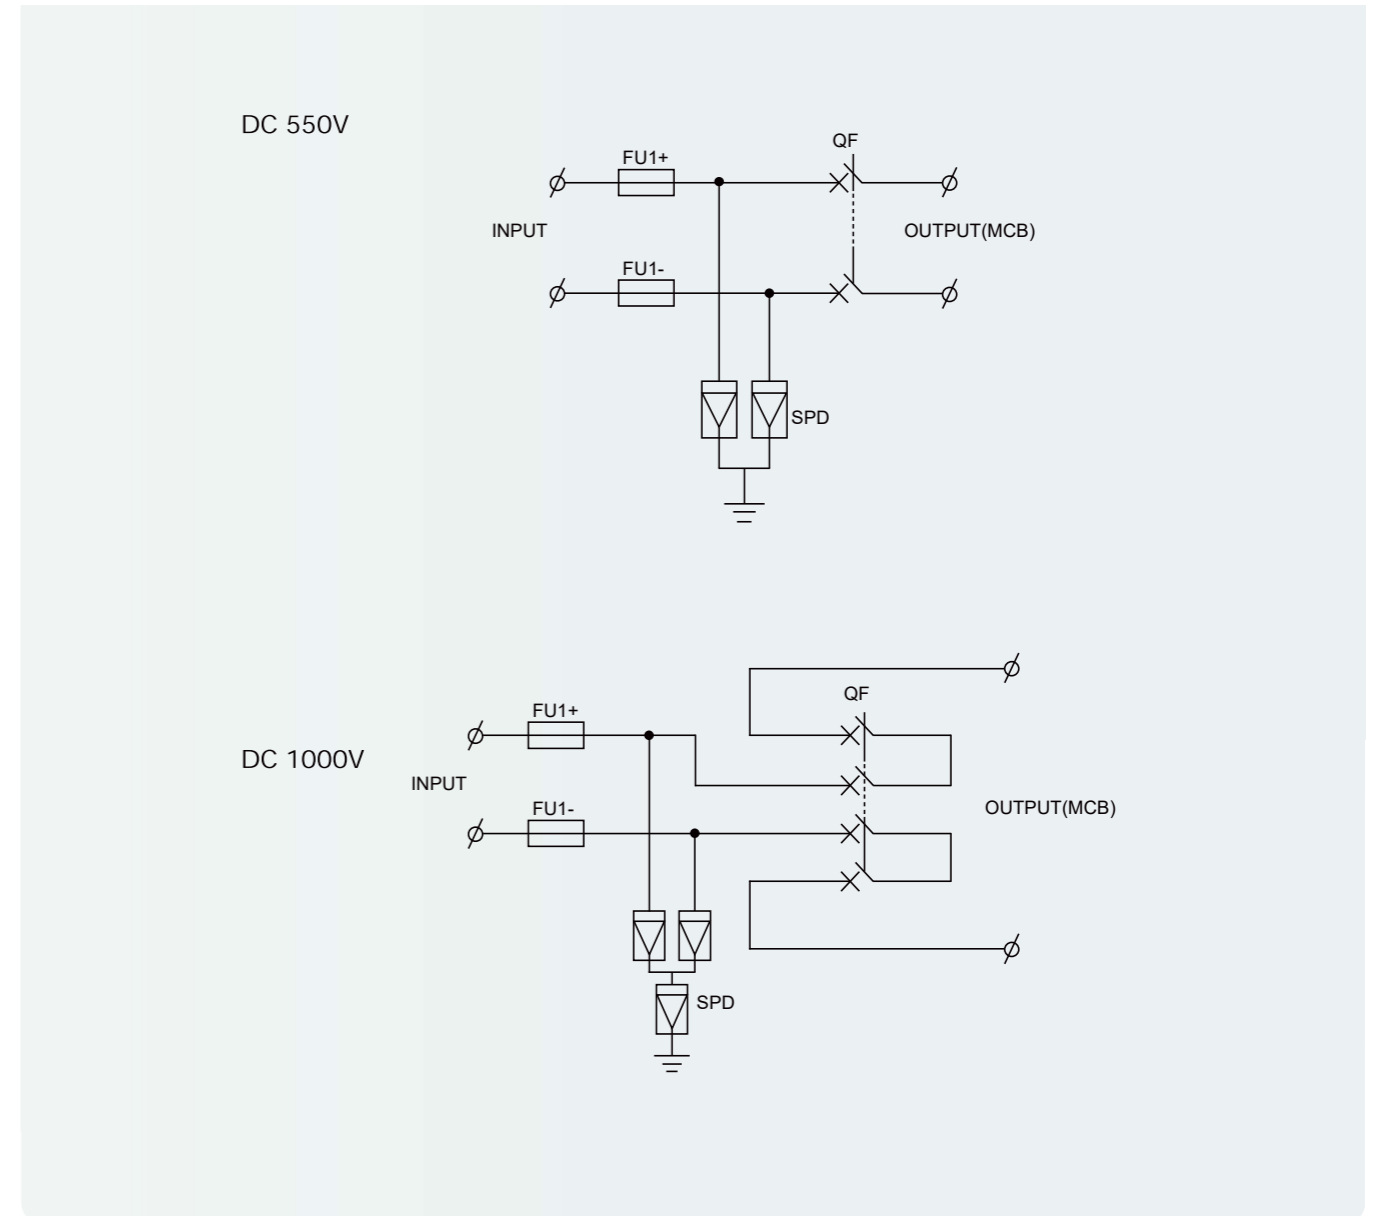 DC 550V
QF
FU1+
INPUT
OUTPUT(MCB)
FU1-
SPD
QF
FU1+
DC 1000V
INPUT
FU1-
OUTPUT(MCB)
SPD